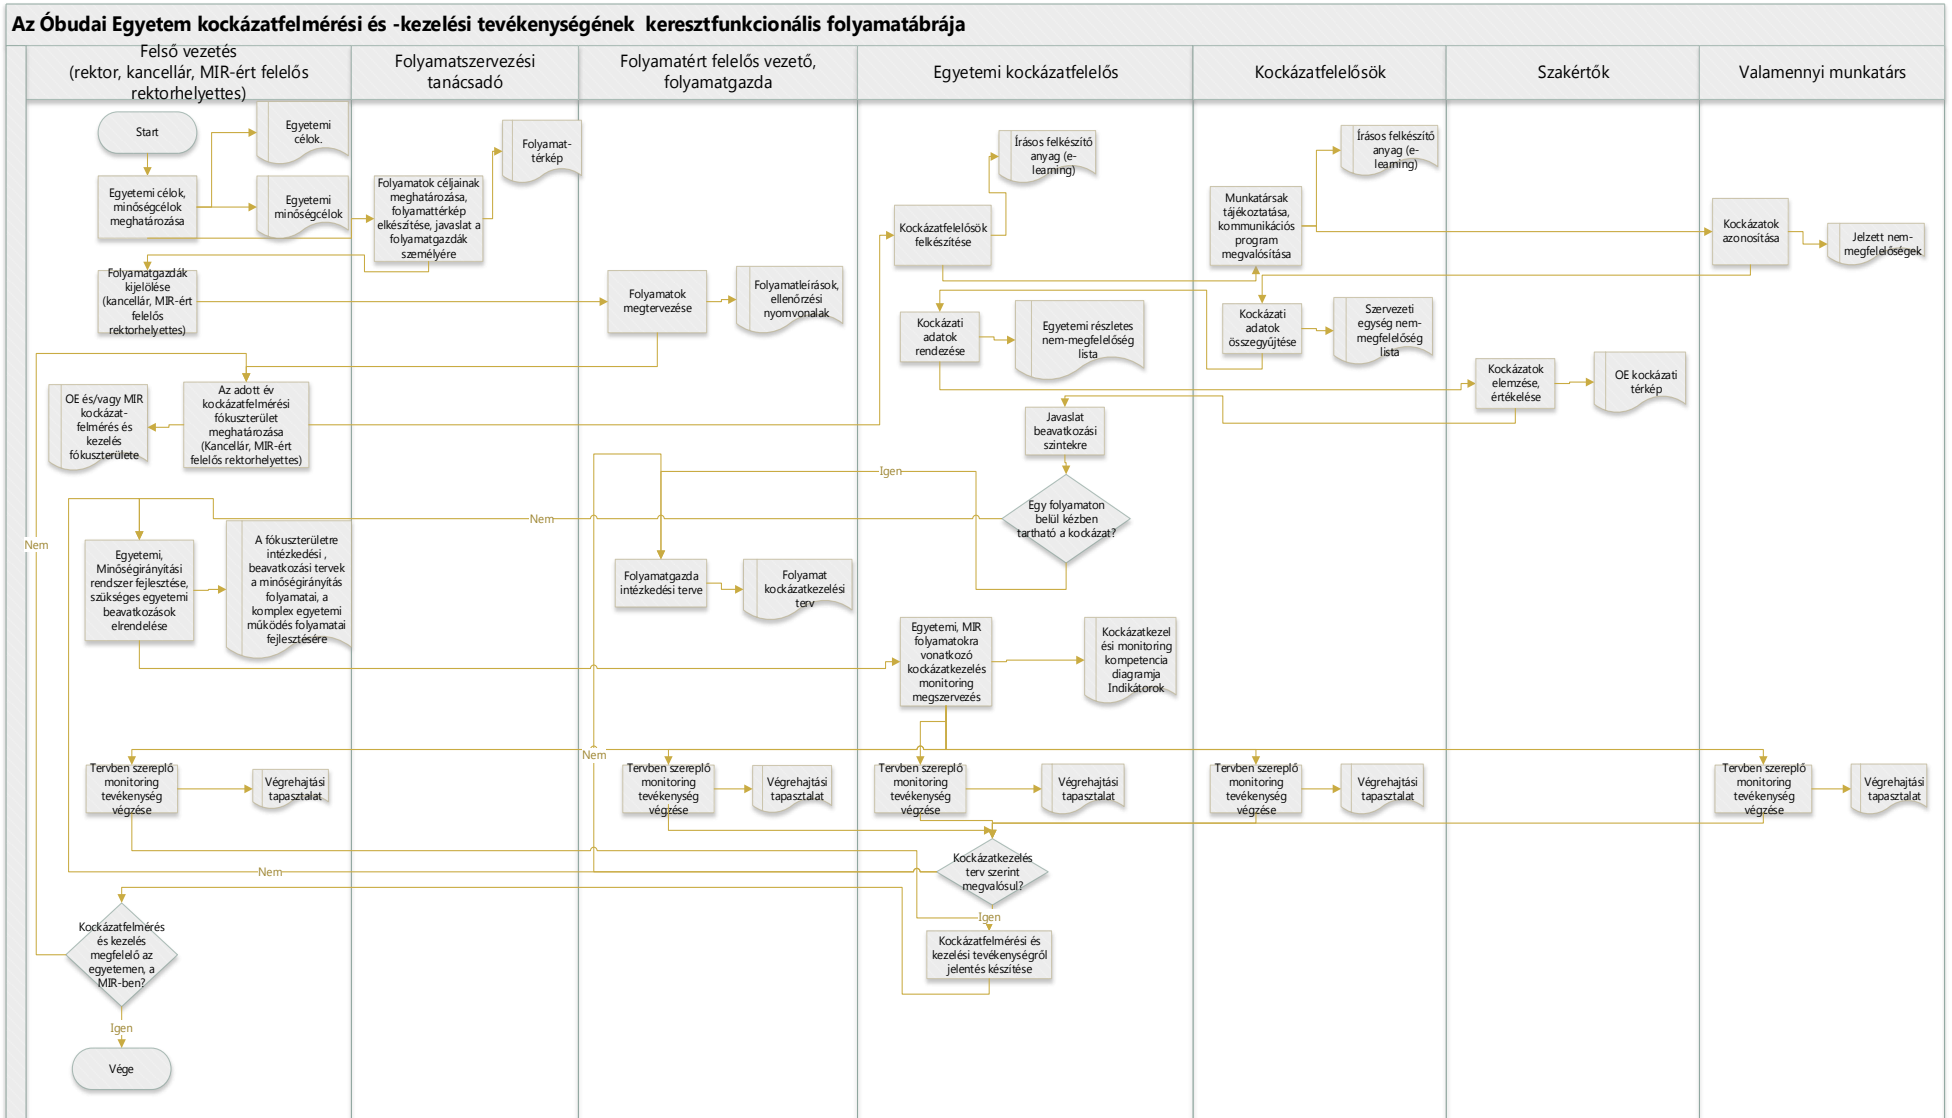 Az Óbudai Egyetem kockázatfelmérési és -kezelési tevékenységének keresztfunkcionális folyamatábrája
Felső vezetés
(rektor, kancellár, MIR-ért felelős
rektorhelyettes)
Folyamatszervezési
tanácsadó
Folyamatért felelős vezető,
folyamatgazda
Egyetemi kockázatfelelős
Kockázatfelelősök
Szakértők
Valamennyi munkatárs
Start
Egyetemi
célok.
Egyetemi célok,
minőségcélok
meghatározása
Egyetemi
minőségcélok
Folyamatok céljainak
meghatározása,
folyamattérkép
elkészítése, javaslat a
folyamatgazdák
személyére
Folyamat-
térkép
Írásos felkészítő
anyag (e-
learning)
Kockázatfelelősök
felkészítése
Írásos felkészítő
anyag (e-
learning)
Munkatársak
tájékoztatása,
kommunikációs
program
megvalósítása
Kockázatok
azonosítása
Jelzett nem-
megfelelőségek
Folyamatgazdák
kijelölése
(kancellár, MIR-ért
felelős
rektorhelyettes)
Folyamatok
megtervezése
Folyamatleírások,
ellenőrzési
nyomvonalak
Kockázati
adatok
rendezése
Egyetemi részletes
nem-megfelelőség
lista
Kockázati
adatok
összegyűjtése
Szervezeti
egység nem-
megfelelőség
lista
Kockázatok
elemzése,
értékelése
OE kockázati
térkép
OE és/vagy MIR
kockázat-
felmérés és
kezelés
fókuszterülete
Az adott év
kockázatfelmérési
fókuszterület
meghatározása
(Kancellár, MIR-ért
felelős rektorhelyettes)
Javaslat
beavatkozási
szintekre
Igen
Egy folyamaton
belül kézben
tartható a kockázat?
Nem
Nem
Egyetemi,
Minőségirányítási
rendszer fejlesztése,
szükséges egyetemi
beavatkozások
elrendelése
A fókuszterületre
intézkedési ,
beavatkozási tervek
a minőségirányítás
folyamatai, a
komplex egyetemi
működés folyamatai
fejlesztésére
Folyamatgazda
intézkedési terve
Folyamat
kockázatkezelési
terv
Egyetemi, MIR
folyamatokra
vonatkozó
kockázatkezelés
monitoring
megszervezés
Kockázatkezel
ési monitoring
kompetencia
diagramja
Indikátorok
Nem
Tervben szereplő
monitoring
tevékenység
végzése
Végrehajtási
tapasztalat
Tervben szereplő
monitoring
tevékenység
végzése
Végrehajtási
tapasztalat
Tervben szereplő
monitoring
tevékenység
végzése
Végrehajtási
tapasztalat
Tervben szereplő
monitoring
tevékenység
végzése
Végrehajtási
tapasztalat
Tervben szereplő
monitoring
tevékenység
végzése
Végrehajtási
tapasztalat
Kockázatkezelés
terv szerint
megvalósul?
Nem
Igen
Kockázatfelmérés
és kezelés
megfelelő az
egyetemen, a
MIR-ben?
Kockázatfelmérési és
kezelési tevékenységről
jelentés készítése
Igen
Vége